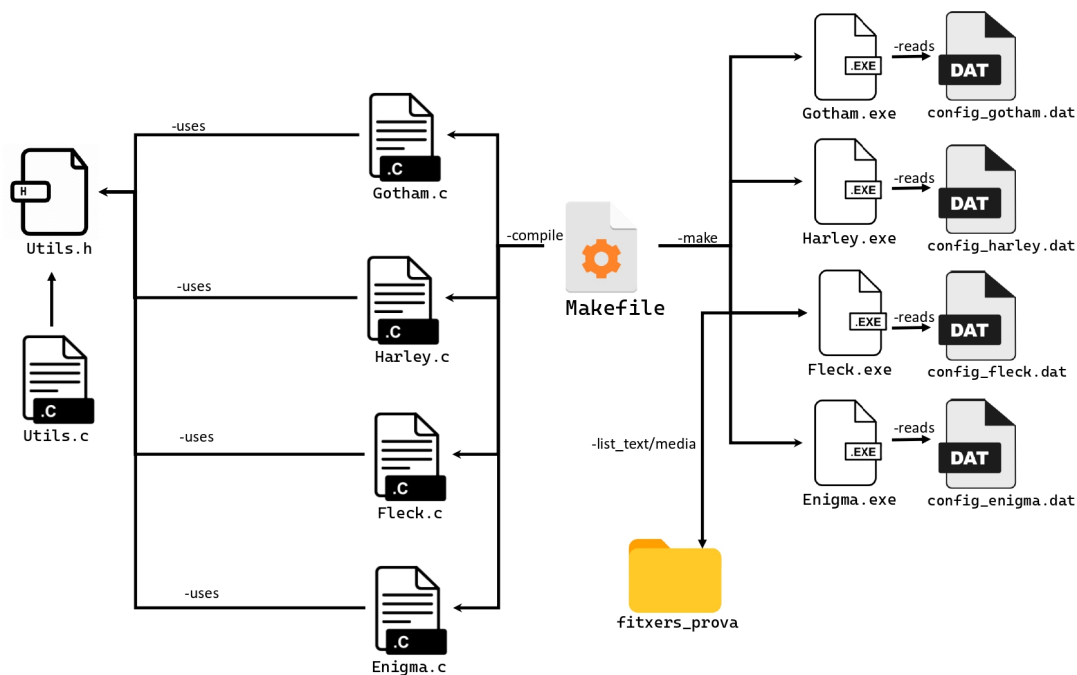 .EXE
-reads
DAT
Gotham.exe
config_gotham.dat
-uses
.C
Gotham.c
H
Utils.h
.EXE
-reads
DAT
Harley.exe
config_harley.dat
-compile
-make
Makefile
-uses
.C
Harley.c
.EXE
-reads
DAT
Fleck.exe
config_fleck.dat
.C
Utils.c
-uses
.C
Fleck.c
-list_text/media
.EXE
-reads
DAT
Enigma.exe
config_enigma.dat
-uses
.C
Enigma.c
fitxers_prova